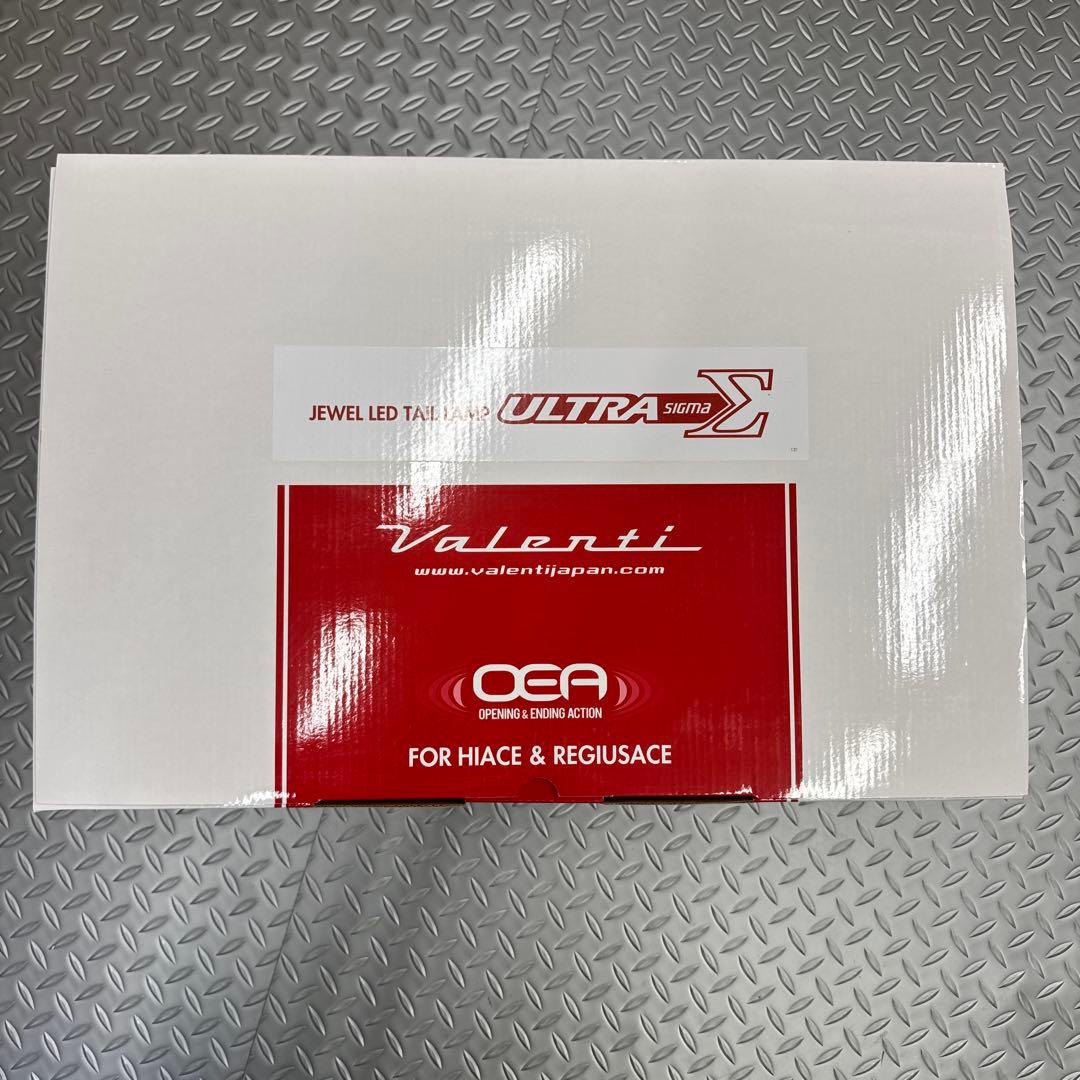 JEWEL LED TAIL LAMP ULTRA SIGMA Σ
Valenti
www.valentijapan.com
OEA
OPENING & ENDING ACTION
FOR HIACE & REGIUSACE